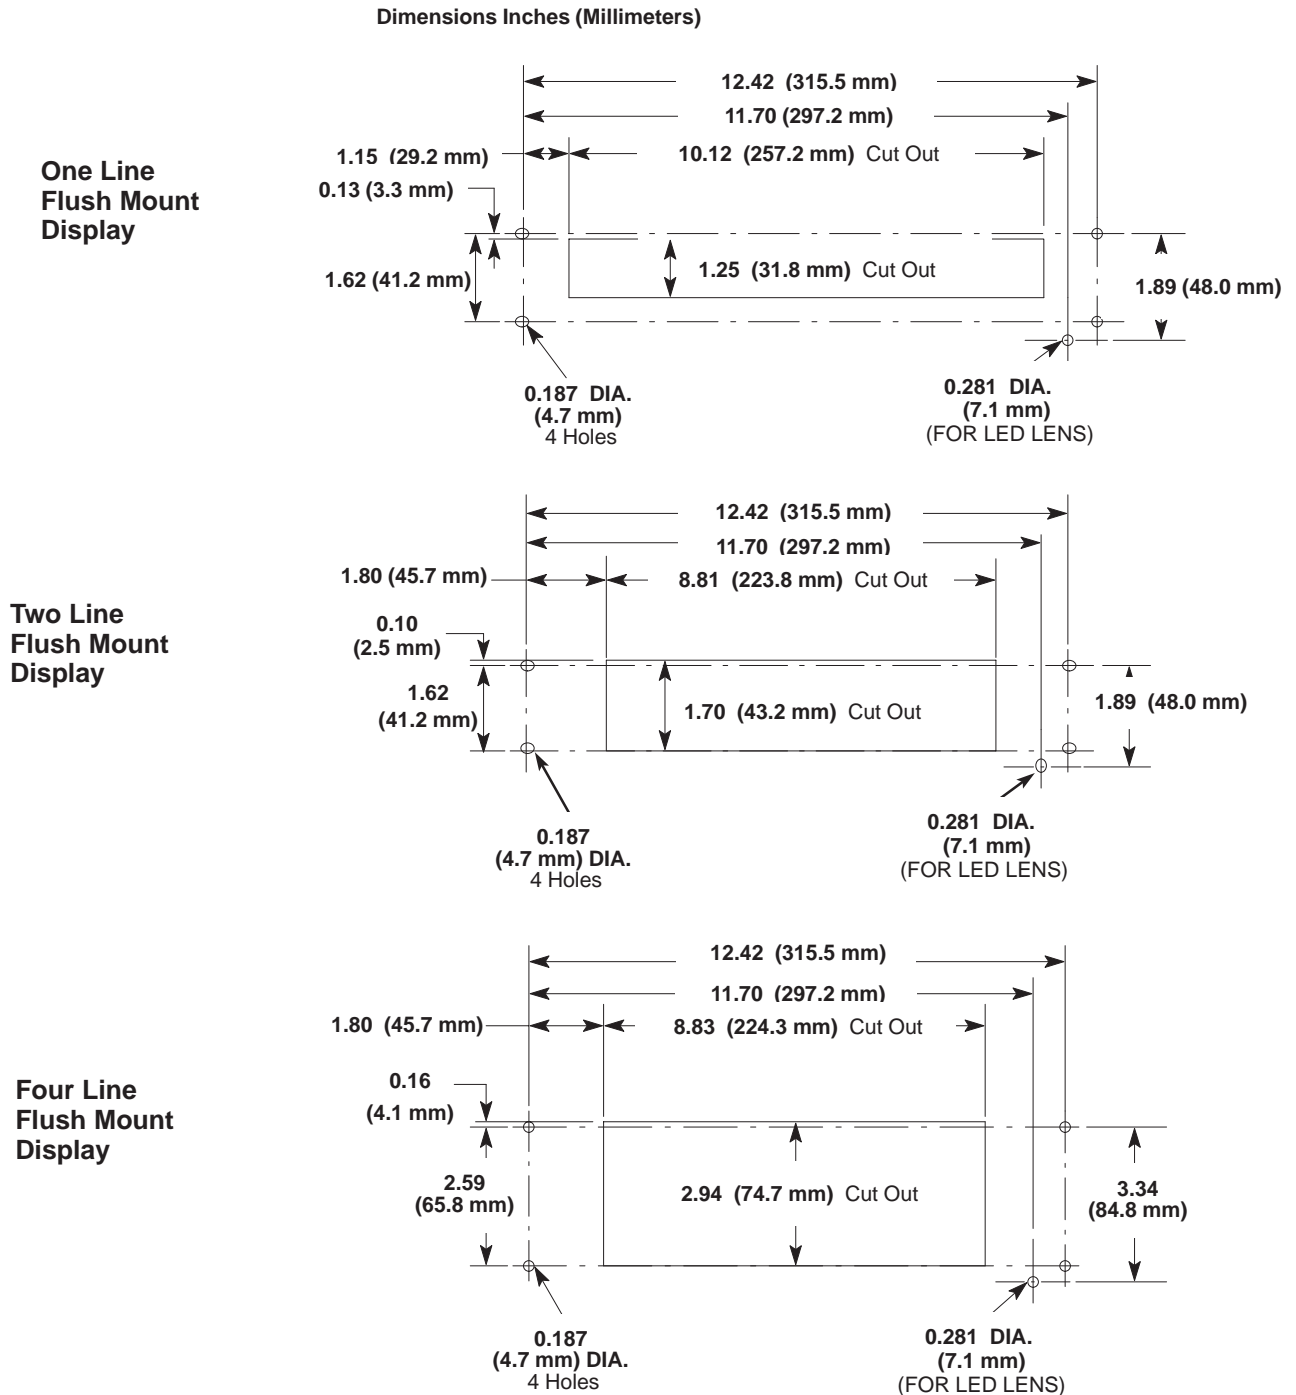 Dimensions Inches (Millimeters)
One Line
Flush Mount
Display
12.42 (315.5 mm)
11.70 (297.2 mm)
1.15 (29.2 mm)
10.12 (257.2 mm) Cut Out
0.13 (3.3 mm)
1.62 (41.2 mm)
1.25 (31.8 mm) Cut Out
1.89 (48.0 mm)
0.187 DIA.
(4.7 mm)
4 Holes
0.281 DIA.
(7.1 mm)
(FOR LED LENS)
Two Line
Flush Mount
Display
12.42 (315.5 mm)
11.70 (297.2 mm)
1.80 (45.7 mm)
8.81 (223.8 mm) Cut Out
0.10
(2.5 mm)
1.62
(41.2 mm)
1.70 (43.2 mm) Cut Out
1.89 (48.0 mm)
0.187
(4.7 mm) DIA.
4 Holes
0.281 DIA.
(7.1 mm)
(FOR LED LENS)
Four Line
Flush Mount
Display
12.42 (315.5 mm)
11.70 (297.2 mm)
1.80 (45.7 mm)
8.83 (224.3 mm) Cut Out
0.16
(4.1 mm)
2.59
(65.8 mm)
2.94 (74.7 mm) Cut Out
3.34
(84.8 mm)
0.187
(4.7 mm) DIA.
4 Holes
0.281 DIA.
(7.1 mm)
(FOR LED LENS)